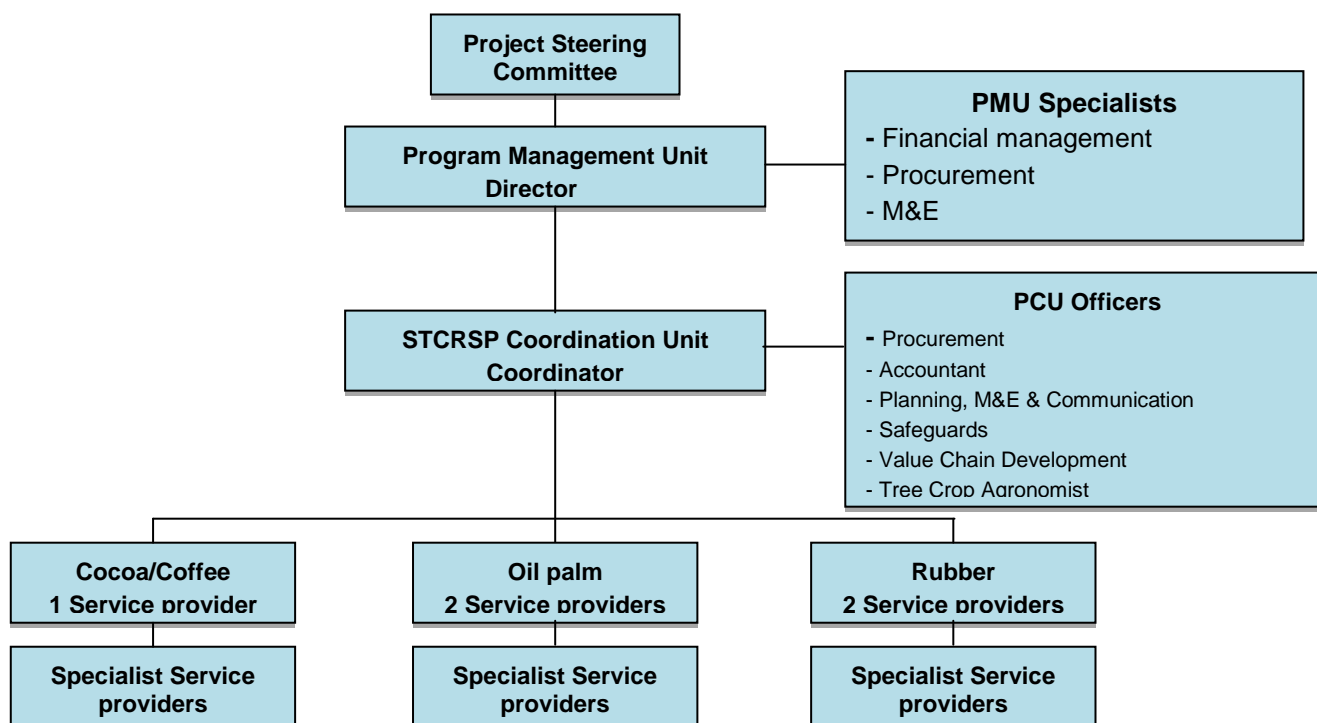 Project Steering
Committee
PMU Specialists
- Financial management
- Procurement
- M&E
Program Management Unit
Director
PCU Officers
- Procurement
- Accountant
- Planning, M&E & Communication
- Safeguards
- Value Chain Development
- Tree Crop Agronomist
STCRSP Coordination Unit
Coordinator
Cocoa/Coffee
1 Service provider
Oil palm
2 Service providers
Rubber
2 Service providers
Specialist Service
providers
Specialist Service
providers
Specialist Service
providers